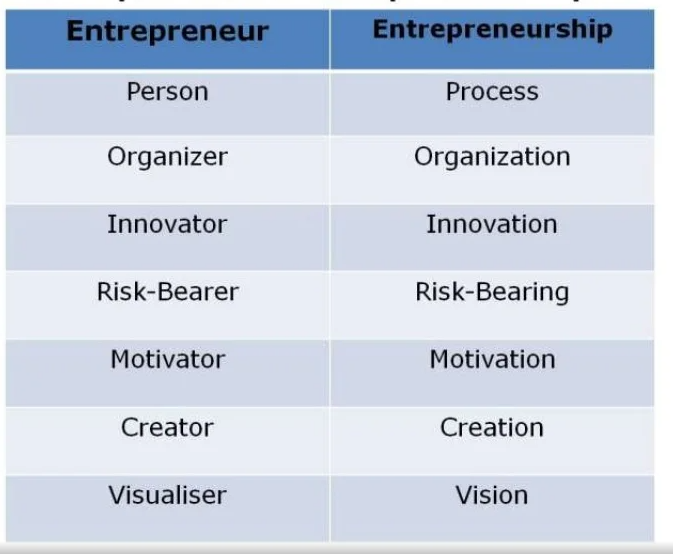 Entrepreneur Entrepreneurship
Person Process
Organizer Organization
Innovator Innovation
Risk-Bearer Risk-Bearing
Motivator Motivation
Creator Creation
Visualiser Vision